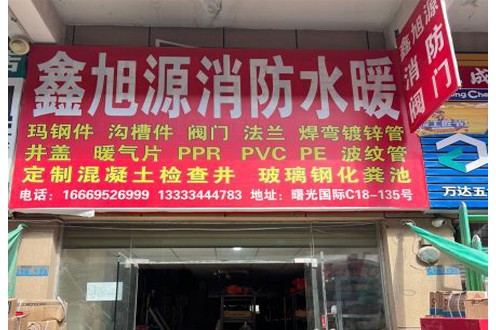 鑫旭源消防水暖
玛钢件 沟槽件 阀门 法兰 焊弯镀锌管
井盖 暖气片 PPR PVC PE 波纹管
定制混凝土检查井 玻璃钢化粪池
电话：16669526999 13333444783 地址：曙光国际C18-135号
鑫旭源
消防
阀门
万达五